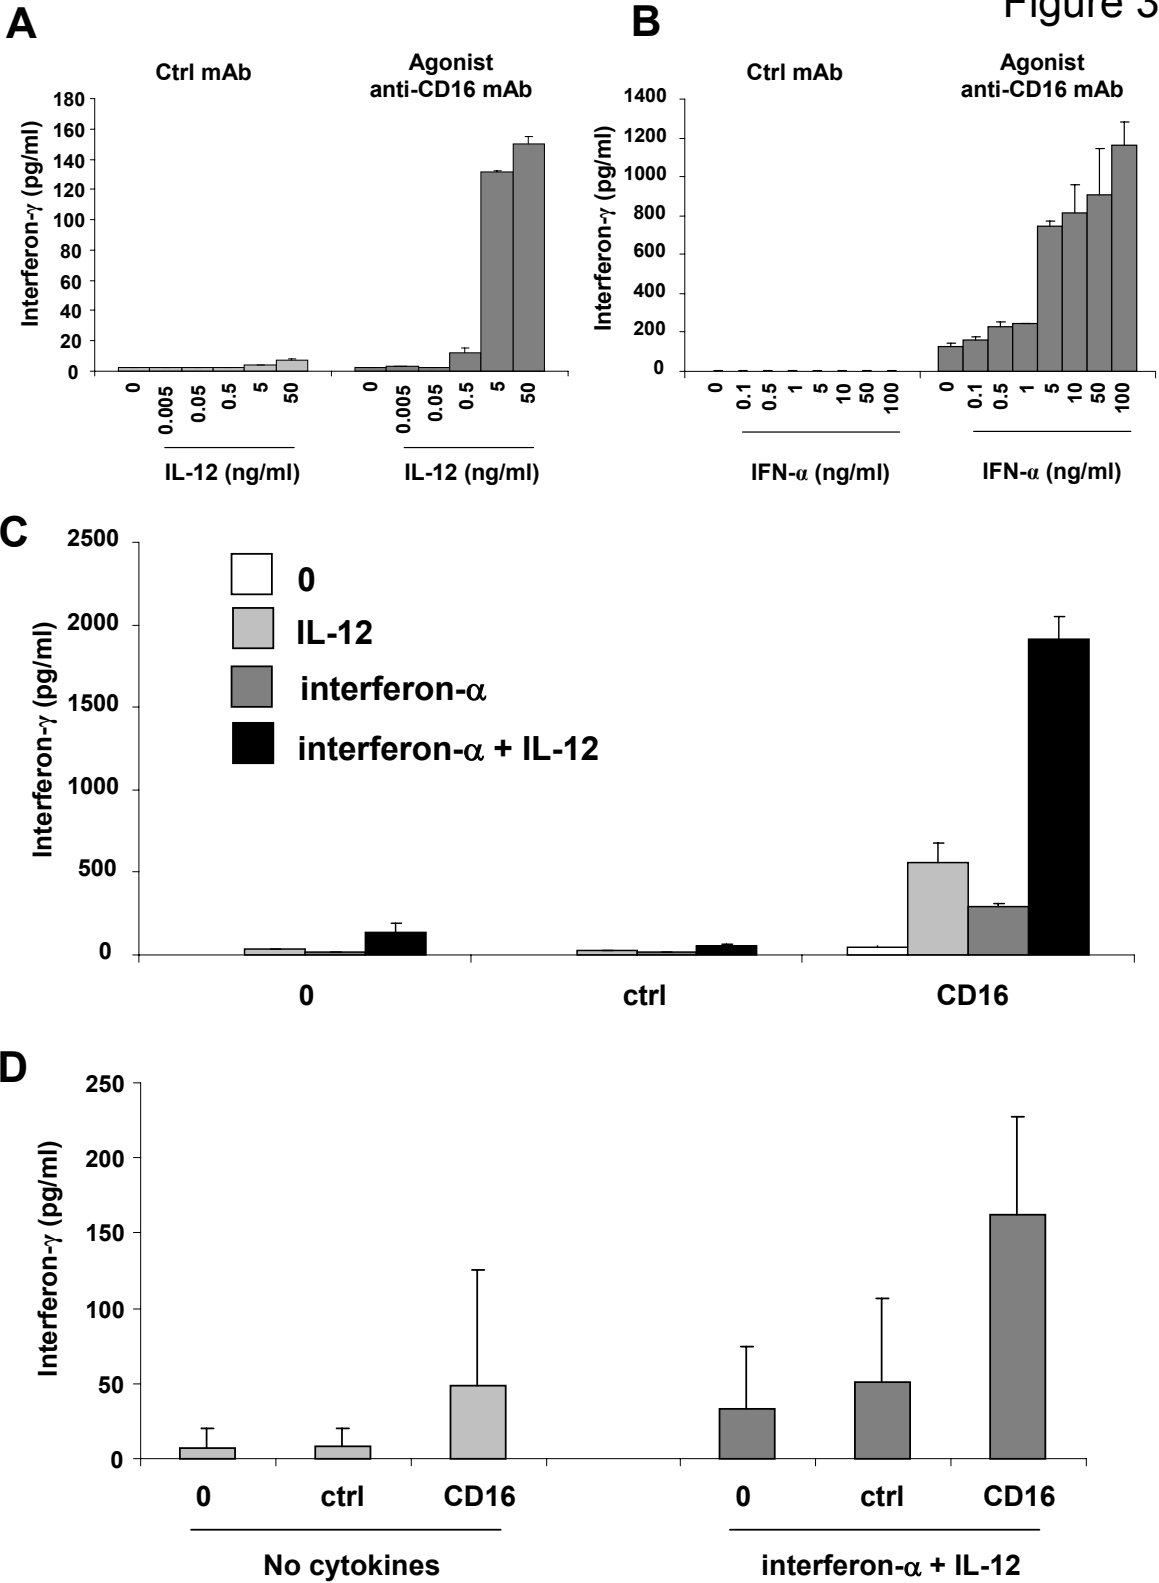 Figure 3
A
Ctrl mAb
Agonist
anti-CD16 mAb
Interferon-γ (pg/ml)
180
160
140
120
100
80
60
40
20
0
0 0.005 0.05 0.5 5 50
0 0.005 0.05 0.5 5 50
IL-12 (ng/ml)
IL-12 (ng/ml)
B
Ctrl mAb
Agonist
anti-CD16 mAb
Interferon-γ (pg/ml)
1400
1200
1000
800
600
400
200
0
0 0.1 0.5 1 5 10 50 100
0 0.1 0.5 1 5 10 50 100
IFN-α (ng/ml)
IFN-α (ng/ml)
C
Interferon-γ (pg/ml)
2500
2000
1500
1000
500
0
0
IL-12
interferon-α
interferon-α + IL-12
0 ctrl CD16
D
Interferon-γ (pg/ml)
250
200
150
100
50
0
0 ctrl CD16
0 ctrl CD16
No cytokines
interferon-α + IL-12